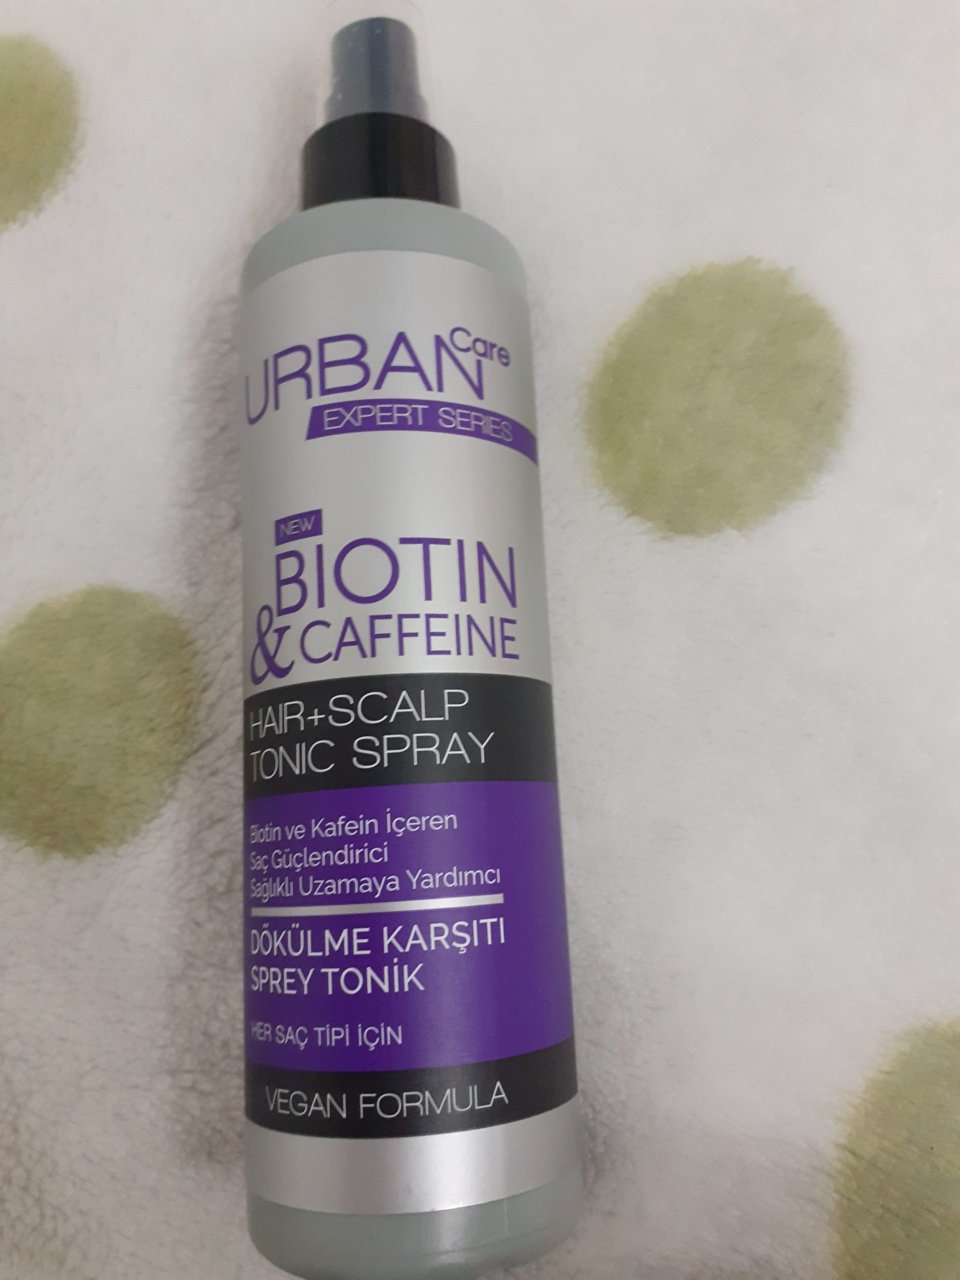 URBAN Care
EXPERT SERIES
NEW
BIOTIN
& CAFFEINE
HAIR+SCALP
TONIC SPRAY
Biotin ve Kafein İçeren
Saç Güçlendirici
Sağlıklı Uzamaya Yardımcı
DÖKÜLME KARŞITI
SPREY TONİK
HER SAÇ TİPİ İÇİN
VEGAN FORMULA